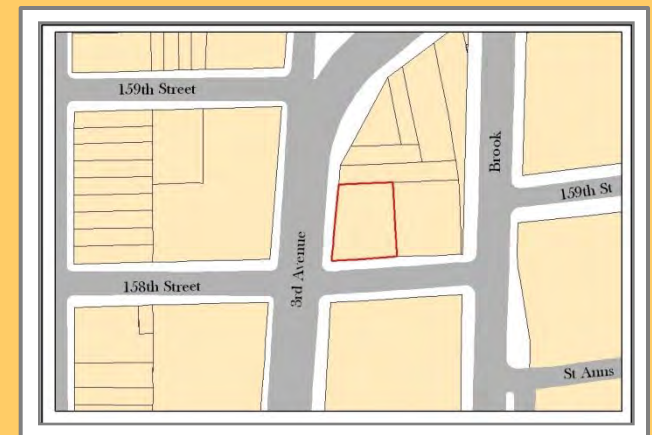 159th Street
Brook
159th St
3rd Avenue
158th Street
St Anns